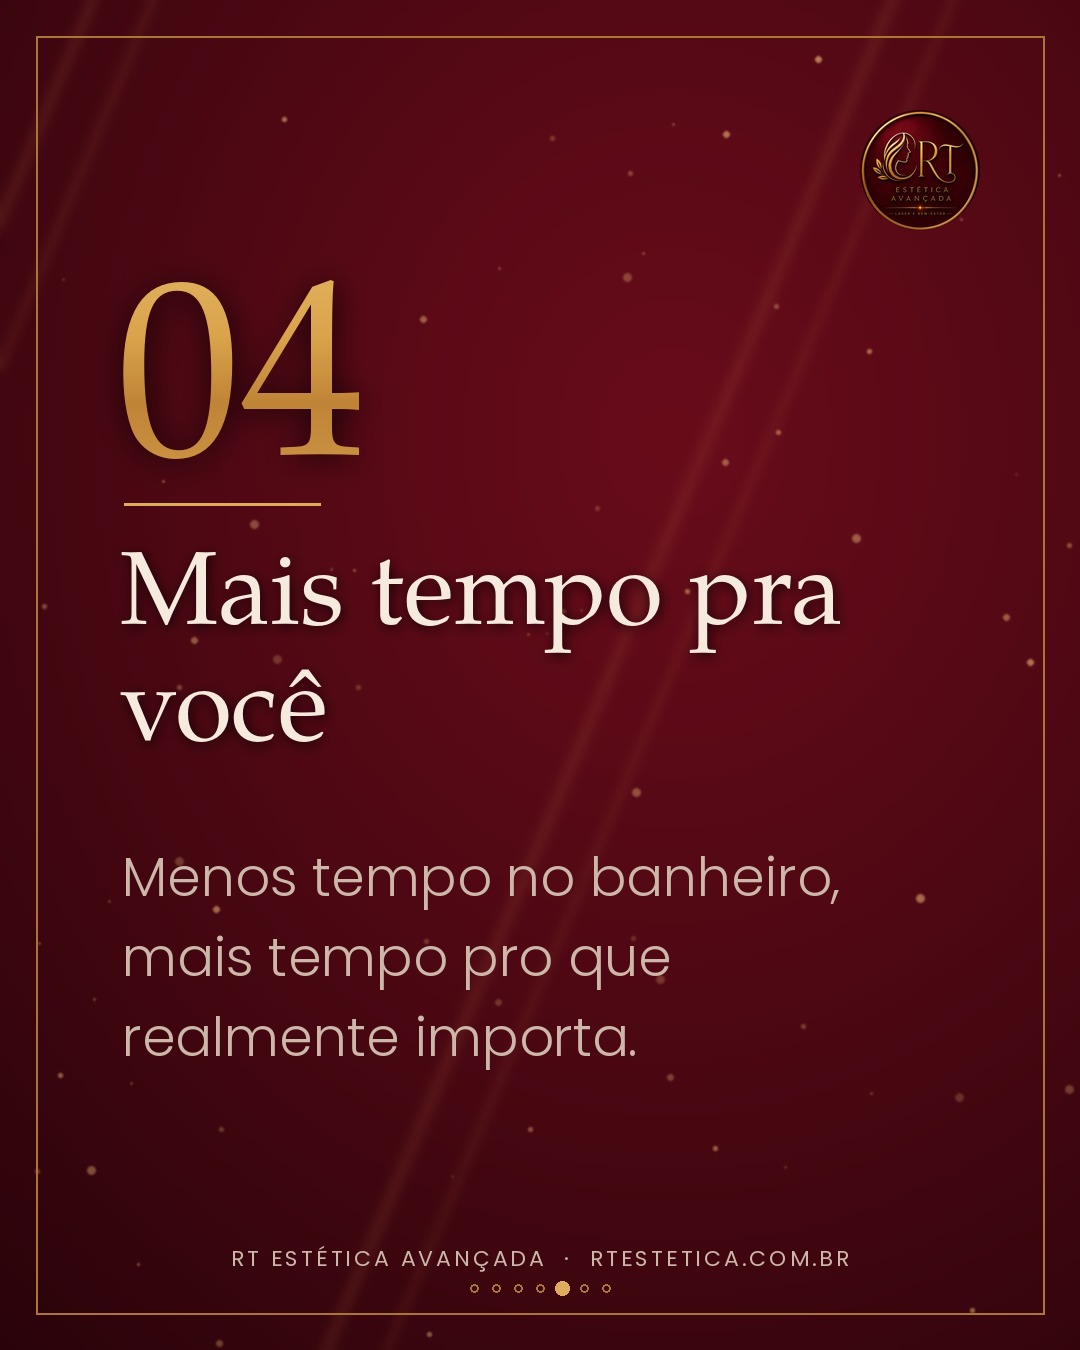 RT
ESTÉTICA
AVANÇADA
04
Mais tempo pra
você
Menos tempo no banheiro,
mais tempo pro que
realmente importa.
RT ESTÉTICA AVANÇADA · RTESTETICA.COM.BR